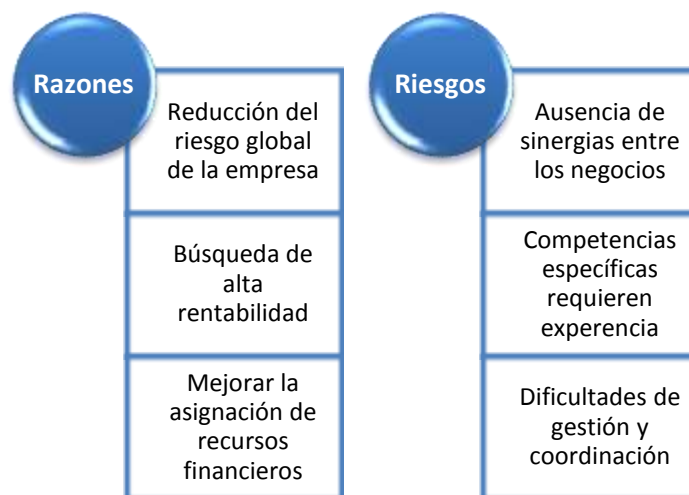 Razones
Reducción del
riesgo global
de la empresa
Búsqueda de
alta
rentabilidad
Mejorar la
asignación de
recursos
financieros
Riesgos
Ausencia de
sinergias entre
los negocios
Competencias
específicas
requieren
experencia
Dificultades de
gestión y
coordinación